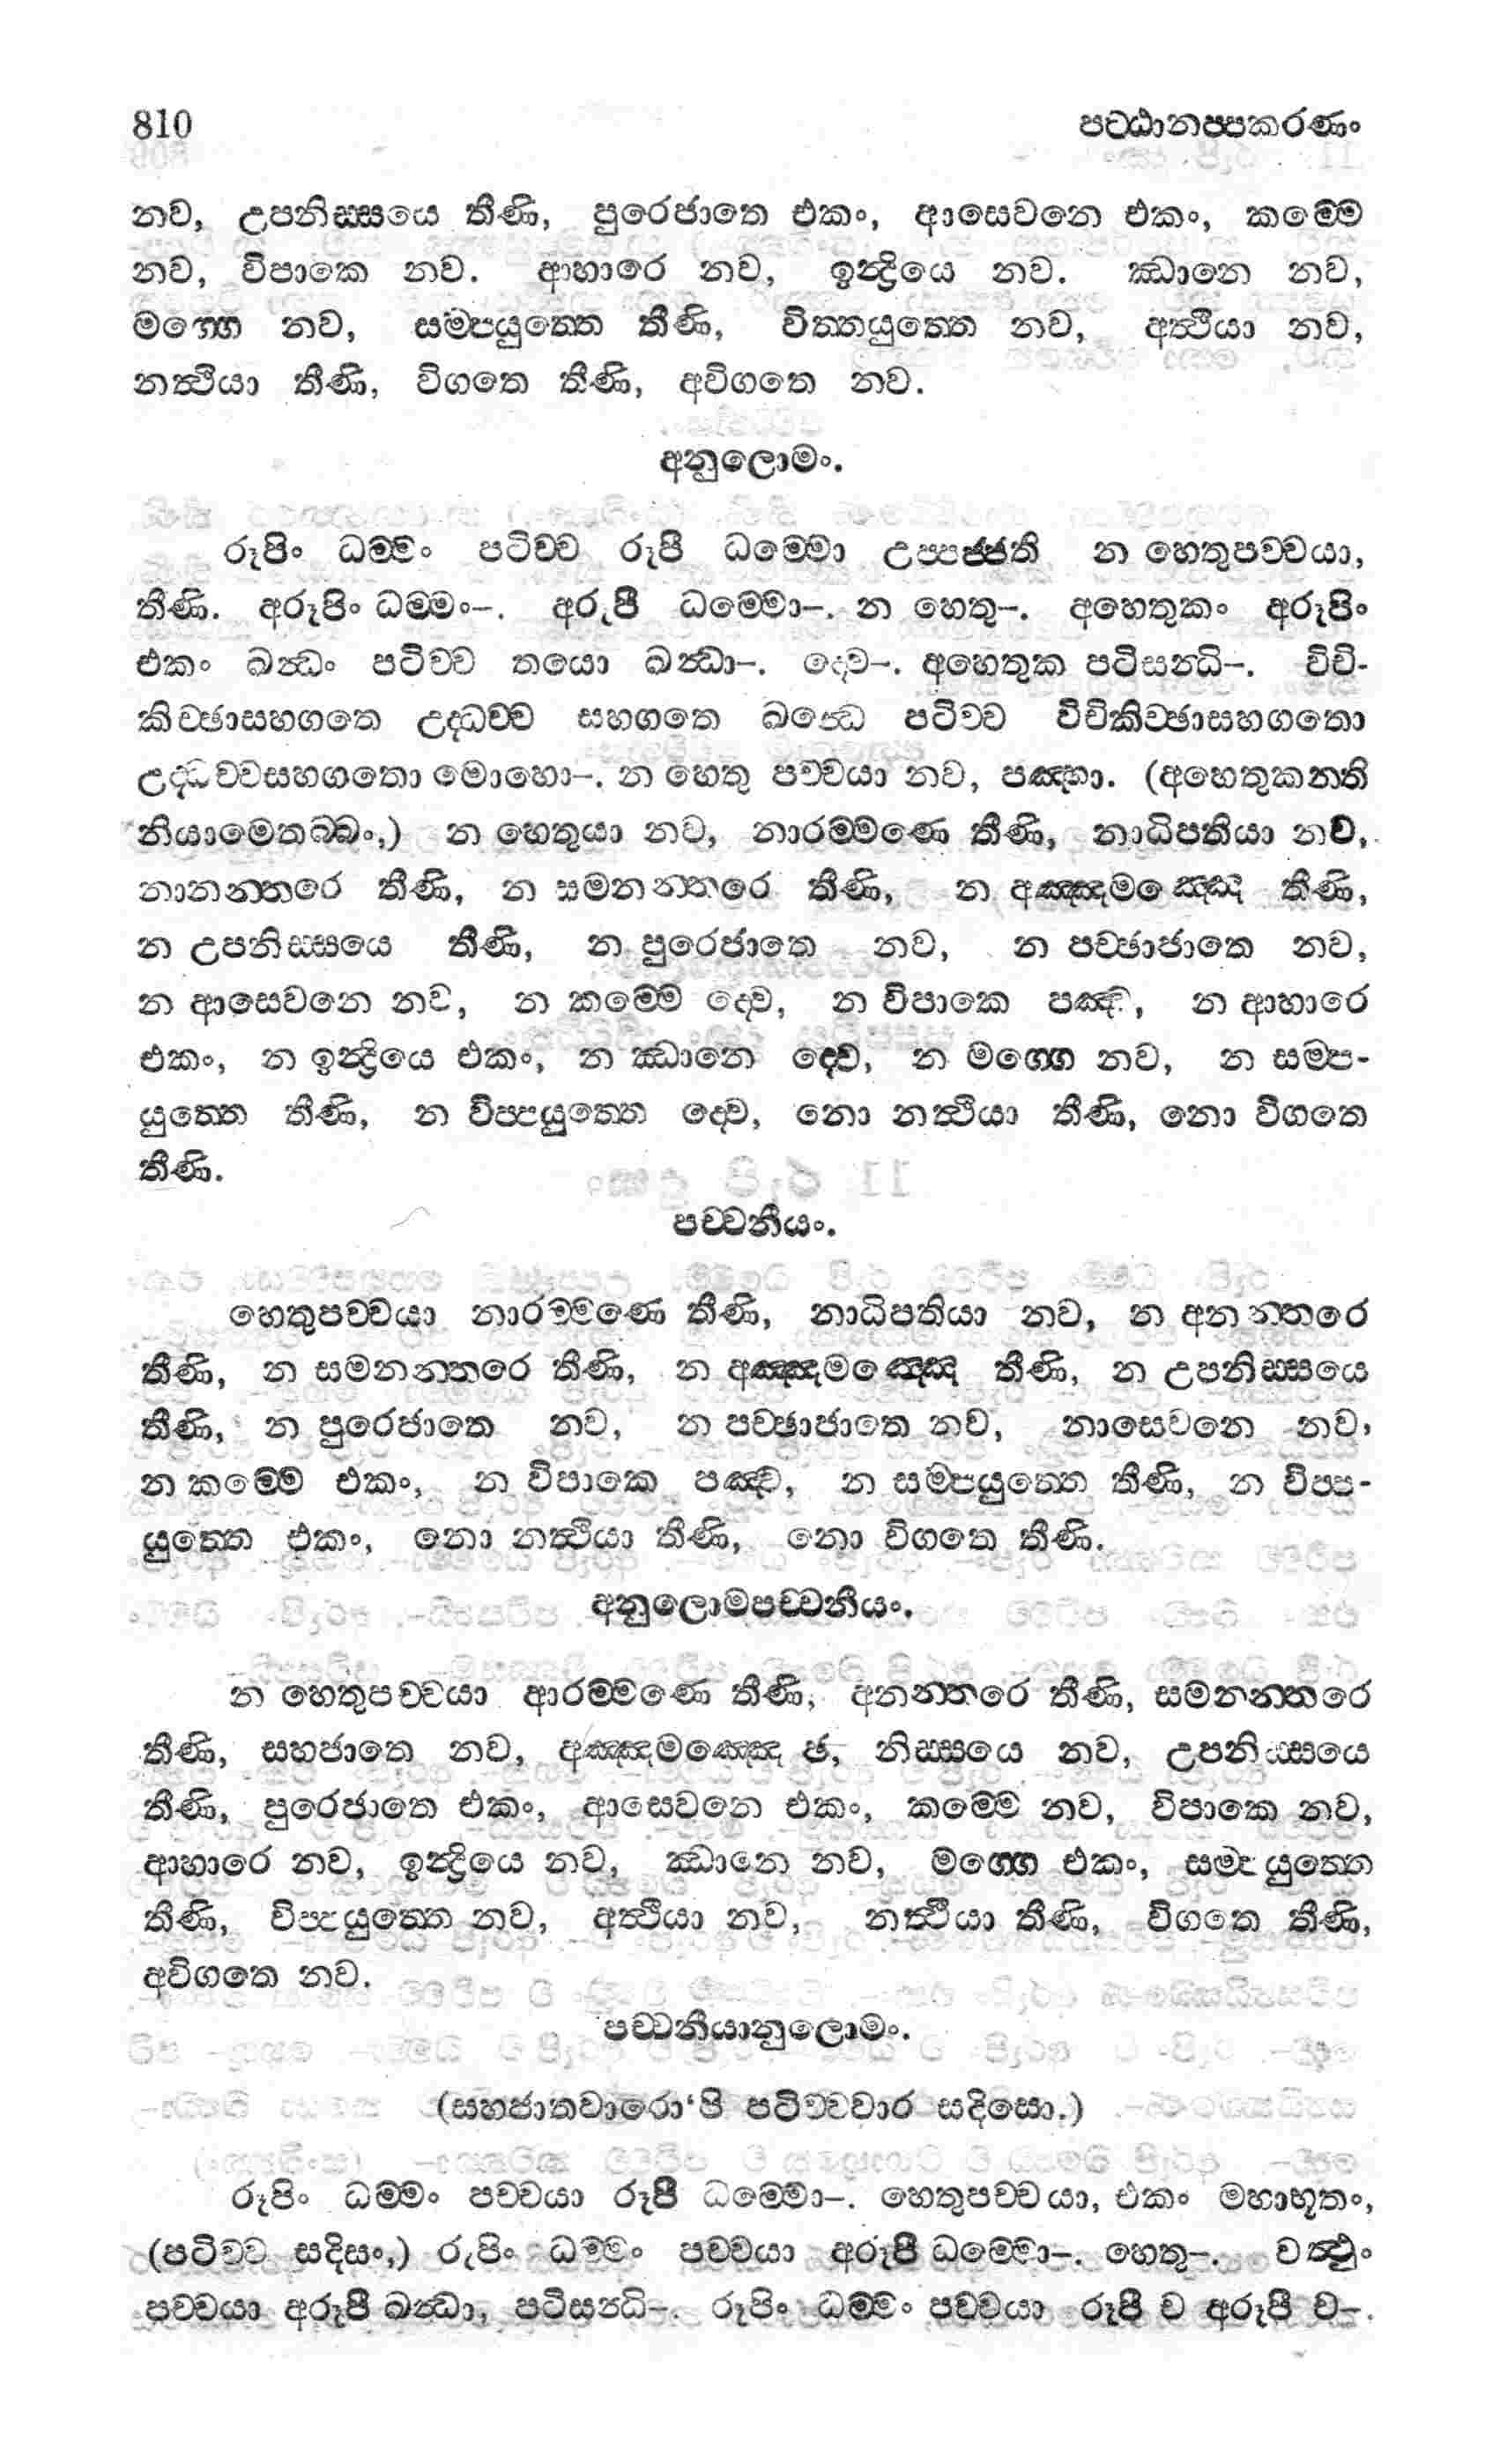 810 පට්ඨානප්පකරණං
නව, උපනිස්සයෙ තීණි, පුරෙජාතෙ එකං, ආසෙවනෙ එකං, කම්මෙ
නව, විපාකෙ නව. ආහාරෙ නව, ඉන්ද්‍රියෙ නව. ඣානෙ නව,
මග්ගෙ නව, සම්පයුත්තෙ තීණි, විත්තයුත්තෙ නව, අත්ථියා නව,
නත්ථියා තීණි, විගතෙ තීණි, අවිගතෙ නව.
අනුලොමං.
රූපිං ධම්මං පටිච්ච රූපී ධම්මො උප්පජ්ජති න හෙතුපච්චයා,
තීණි. අරූපිං ධම්මං–. අරූපී ධම්මො–. න හෙතු–. අහෙතුකං අරූපිං
එකං ඛන්ධං පටිච්ච තයො ඛන්ධා–. ද්වෙ–. අහෙතුක පටිසන්ධි–. විචි-
කිච්ඡාසහගතෙ උද්ධච්ච සහගතෙ ඛන්ධෙ පටිච්ච විචිකිච්ඡාසහගතො
උද්ධච්චසහගතො මොහො–. න හෙතු පච්චයා නව, පඤ්හා. (අහෙතුකන්ති
නියාමෙතබ්බං,) න හෙතුයා නව, නාරම්මණෙ තීණි, නාධිපතියා නව,
නානන්තරෙ තීණි, න සමනන්තරෙ තීණි, න අඤ්ඤමඤ්ඤෙ තීණි,
න උපනිස්සයෙ තීණි, න පුරෙජාතෙ නව, න පච්ඡාජාතෙ නව,
න ආසෙවනෙ නව, න කම්මෙ ද්වෙ, න විපාකෙ පඤ්ච, න ආහාරෙ
එකං, න ඉන්ද්‍රියෙ එකං, න ඣානෙ ද්වෙ, න මග්ගෙ නව, න සම්ප-
යුත්තෙ තීණි, න විප්පයුත්තෙ ද්වෙ, නො නත්ථියා තීණි, නො විගතෙ
තීණි.
පච්චනීයං.
හෙතුපච්චයා නාරම්මණෙ තීණි, නාධිපතියා නව, න අනන්තරෙ
තීණි, න සමනන්තරෙ තීණි, න අඤ්ඤමඤ්ඤෙ තීණි, න උපනිස්සයෙ
තීණි, න පුරෙජාතෙ නව, න පච්ඡාජාතෙ නව, නාසෙවනෙ නව,
න කම්මෙ එකං, න විපාකෙ පඤ්ච, න සම්පයුත්තෙ තීණි, න විප්ප-
යුත්තෙ එකං, නො නත්ථියා තීණි, නො විගතෙ තීණි.
අනුලොමපච්චනීයං.
න හෙතුපච්චයා ආරම්මණෙ තීණි, අනන්තරෙ තීණි, සමනන්තරෙ
තීණි, සහජාතෙ නව, අඤ්ඤමඤ්ඤෙ ඡ, නිස්සයෙ නව, උපනිස්සයෙ
තීණි, පුරෙජාතෙ එකං, ආසෙවනෙ එකං, කම්මෙ නව, විපාකෙ නව,
ආහාරෙ නව, ඉන්ද්‍රියෙ නව, ඣානෙ නව, මග්ගෙ එකං, සම්පයුත්තෙ
තීණි, විප්පයුත්තෙ නව, අත්ථියා නව, නත්ථියා තීණි, විගතෙ තීණි,
අවිගතෙ නව.
පච්චනීයානුලොමං.
(සහජාතවාරො‘පි පටිච්චවාර සදිසො.)
රූපිං ධම්මං පච්චයා රූපී ධම්මො–. හෙතුපච්චයා, එකං මහාභූතං,
(පටිච්ච සදිසං,) රූපිං ධම්මං පච්චයා අරූපී ධම්මො–. හෙතු–. වත්ථුං
පච්චයා අරූපී ඛන්ධා, පටිසන්ධි–. රූපිං ධම්මං පච්චයා රූපී ච අරූපී ච–.